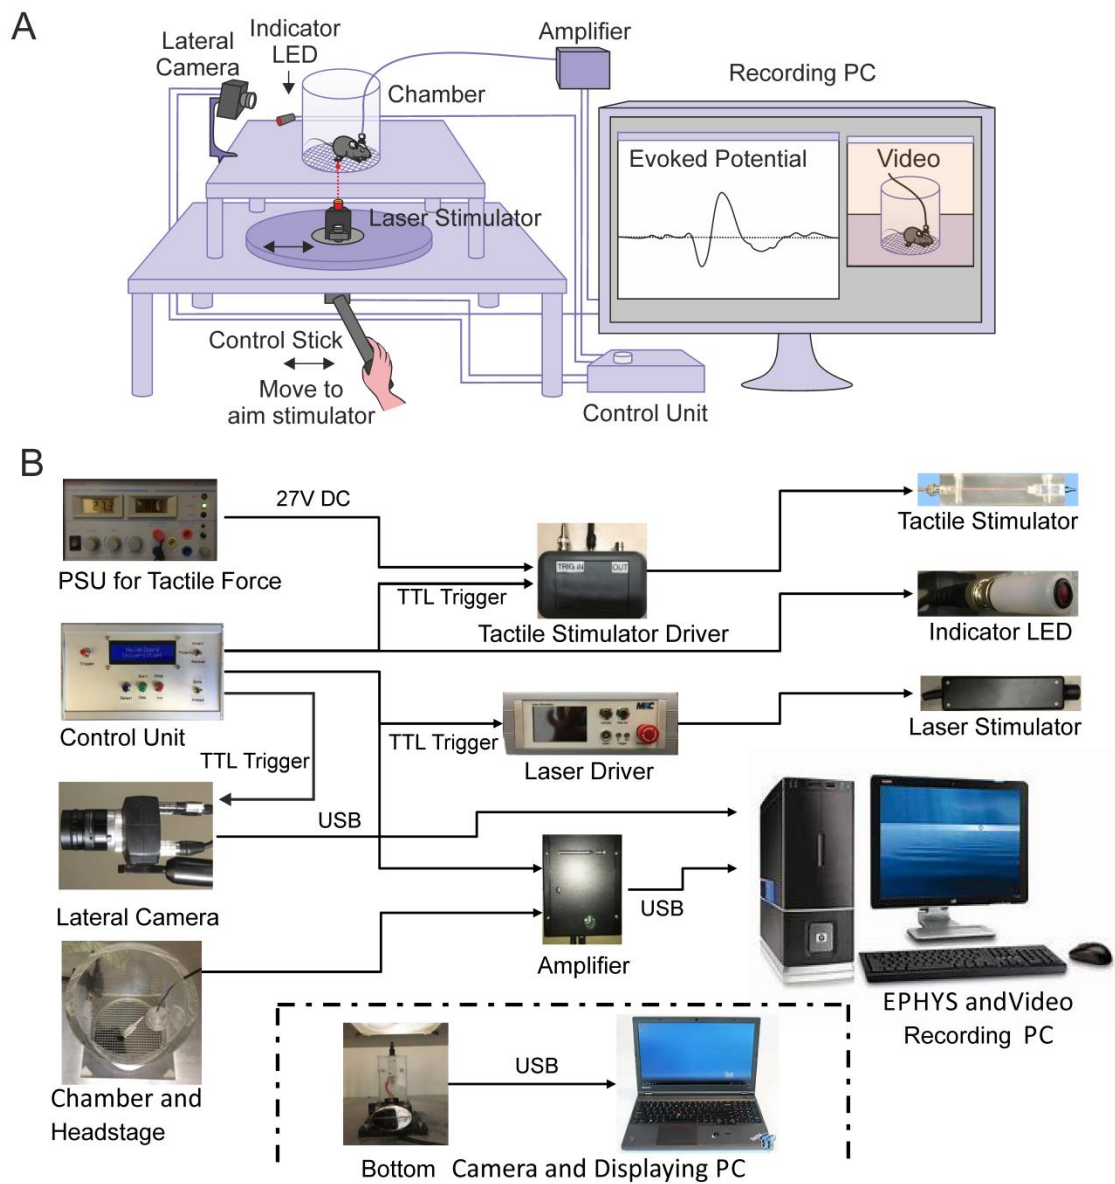 A
Lateral
Camera
Indicator
LED
Chamber
Amplifier
Recording PC
Evoked Potential
Video
Laser Stimulator
Control Stick
Move to
aim stimulator
Control Unit
B
27V DC
PSU for Tactile Force
TRIG IN
OUT
TTL Trigger
Tactile Stimulator Driver
Tactile Stimulator
Indicator LED
Control Unit
TTL Trigger
Laser Driver
Laser Stimulator
TTL Trigger
USB
Lateral Camera
Amplifier
USB
EPHYS andVideo
Recording PC
Chamber and
Headstage
USB
Bottom Camera and Displaying PC